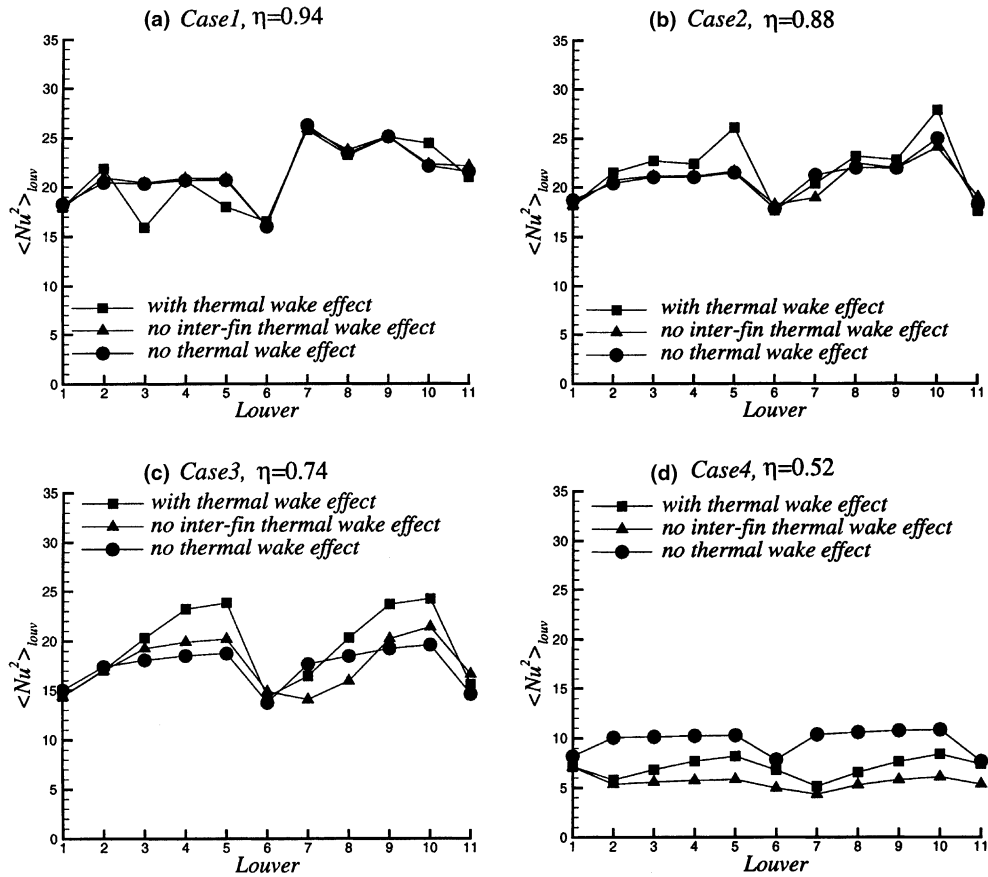 (a) Case1, η=0.94
35
30
25
20
15
10
5
0
<Nu²>louv
with thermal wake effect
no inter-fin thermal wake effect
no thermal wake effect
1 2 3 4 5 6 7 8 9 10 11
Louver
(b) Case2, η=0.88
35
30
25
20
15
10
5
0
<Nu²>louv
with thermal wake effect
no inter-fin thermal wake effect
no thermal wake effect
1 2 3 4 5 6 7 8 9 10 11
Louver
(c) Case3, η=0.74
35
30
25
20
15
10
5
0
<Nu²>louv
with thermal wake effect
no inter-fin thermal wake effect
no thermal wake effect
1 2 3 4 5 6 7 8 9 10 11
Louver
(d) Case4, η=0.52
35
30
25
20
15
10
5
0
<Nu²>louv
with thermal wake effect
no inter-fin thermal wake effect
no thermal wake effect
1 2 3 4 5 6 7 8 9 10 11
Louver